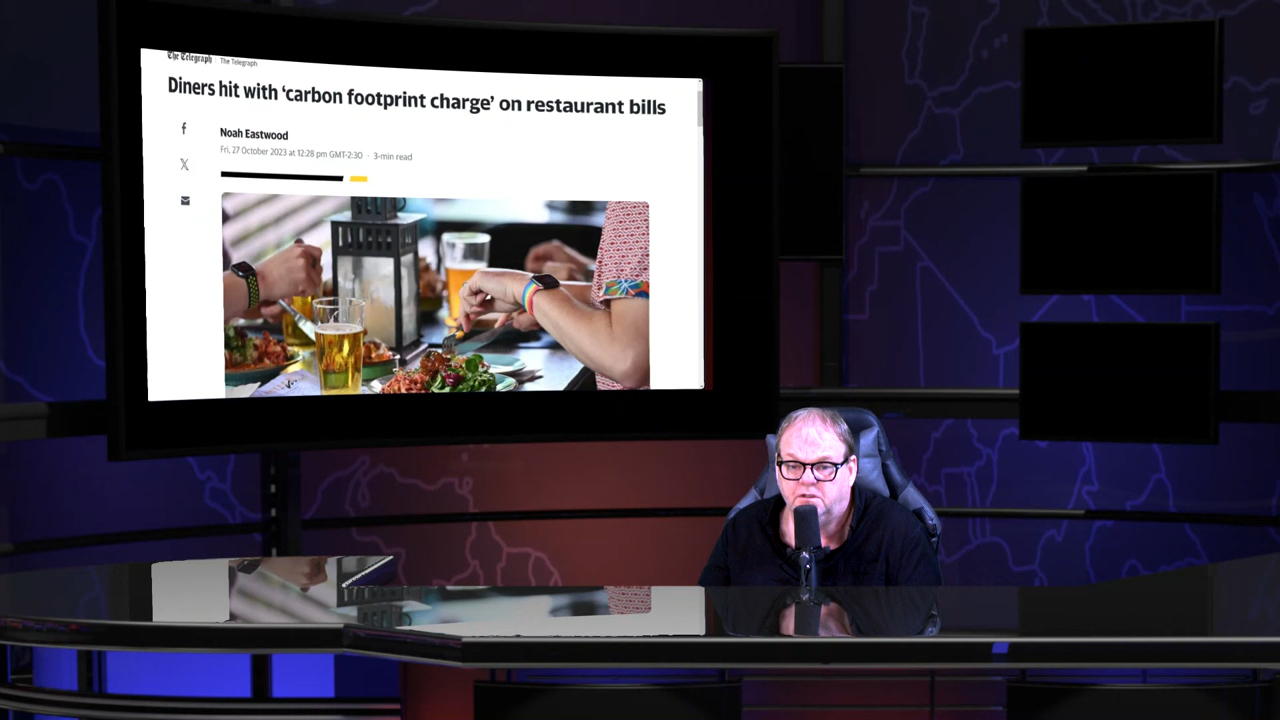 The Telegraph | The Telegraph
Diners hit with ‘carbon footprint charge’ on restaurant bills
Noah Eastwood
Fri, 27 October 2023 at 12:28 pm GMT-2:30 · 3-min read